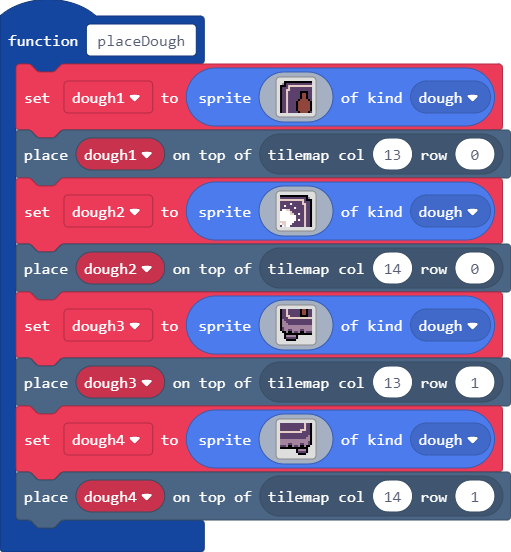 function placeDough
set dough1 to sprite of kind dough
place dough1 on top of tilemap col 13 row 0
set dough2 to sprite of kind dough
place dough2 on top of tilemap col 14 row 0
set dough3 to sprite of kind dough
place dough3 on top of tilemap col 13 row 1
set dough4 to sprite of kind dough
place dough4 on top of tilemap col 14 row 1